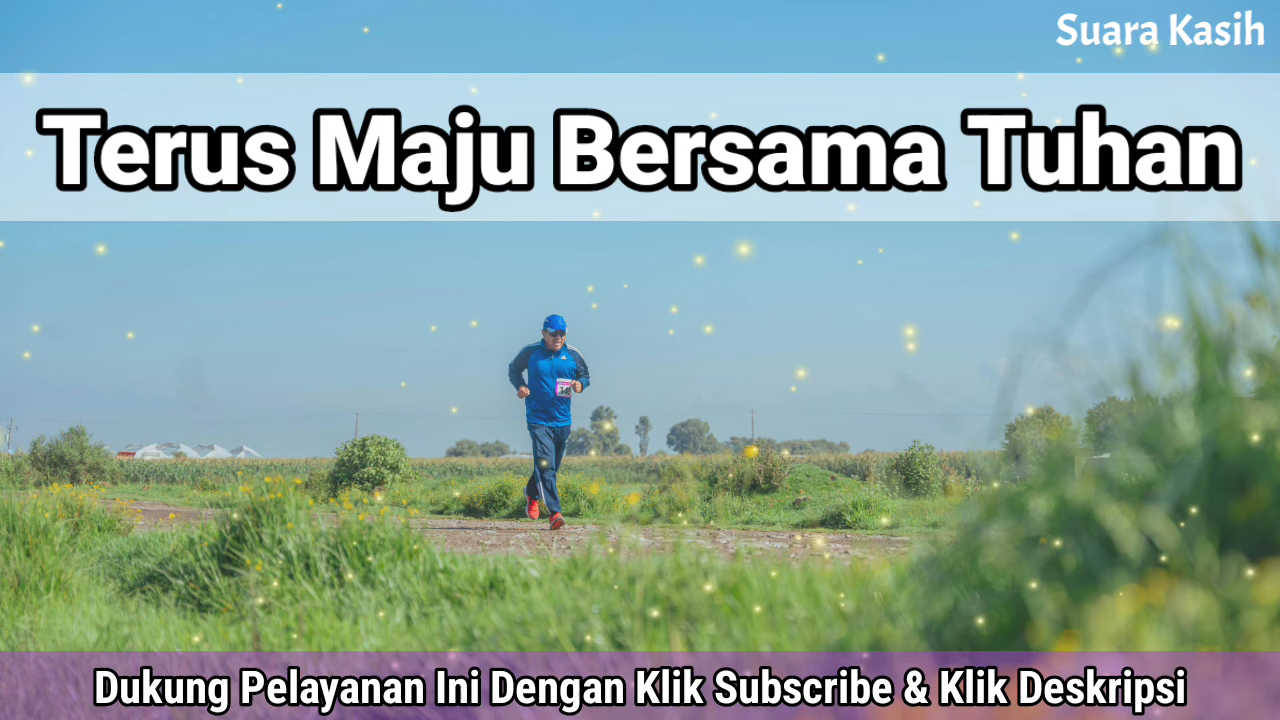 Suara Kasih
Terus Maju Bersama Tuhan
Dukung Pelayanan Ini Dengan Klik Subscribe & Klik Deskripsi